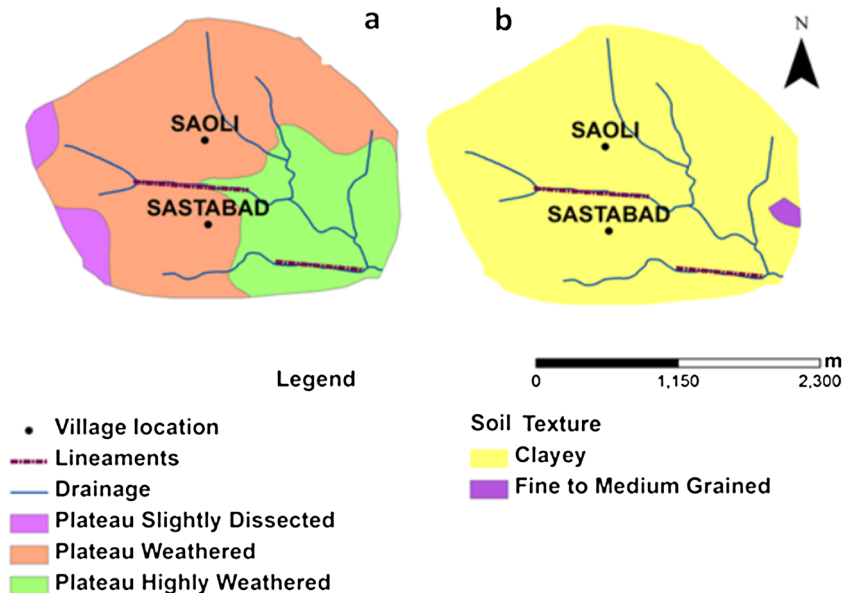 a
b
N
SAOLI
SASTABAD
SAOLI
SASTABAD
m
0 1,150 2,300
Legend
Village location
Lineaments
Drainage
Plateau Slightly Dissected
Plateau Weathered
Plateau Highly Weathered
Soil Texture
Clayey
Fine to Medium Grained